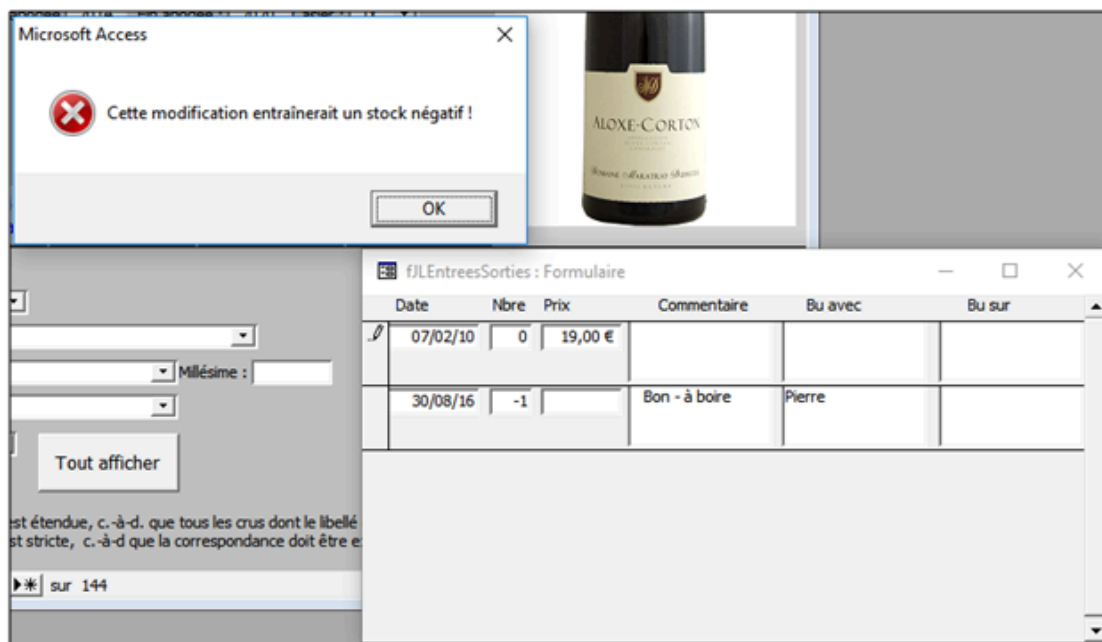 Microsoft Access
Cette modification entraînerait un stock négatif !
OK
ALOXE-CORTON
fJLEntreesSorties : Formulaire
Date Nbre Prix Commentaire Bu avec Bu sur
07/02/10 0 19,00 €
30/08/16 -1 Bon - à boire Pierre
Millésime :
Tout afficher
est étendue, c.-à-d. que tous les crus dont le libellé
st stricte, c.-à-d que la correspondance doit être e
sur 144